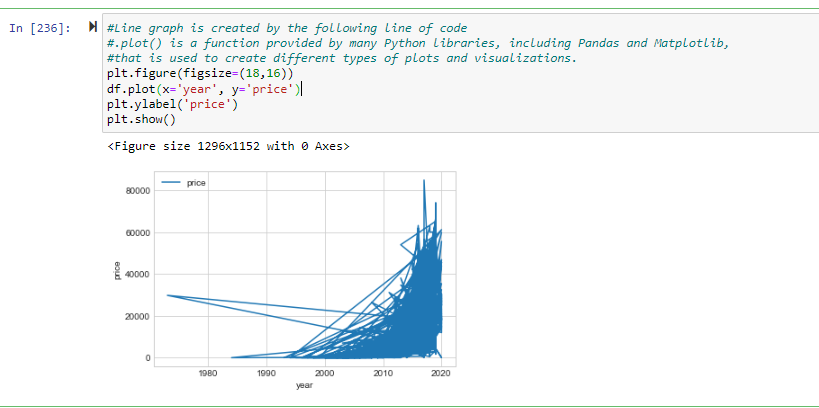 In [236]:
#Line graph is created by the following line of code
#.plot() is a function provided by many Python libraries, including Pandas and Matplotlib,
#that is used to create different types of plots and visualizations.
plt.figure(figsize=(18,16))
df.plot(x='year', y='price')
plt.ylabel('price')
plt.show()
<Figure size 1296x1152 with 0 Axes>
price
80000
60000
40000
20000
0
price
1980 1990 2000 2010 2020
year